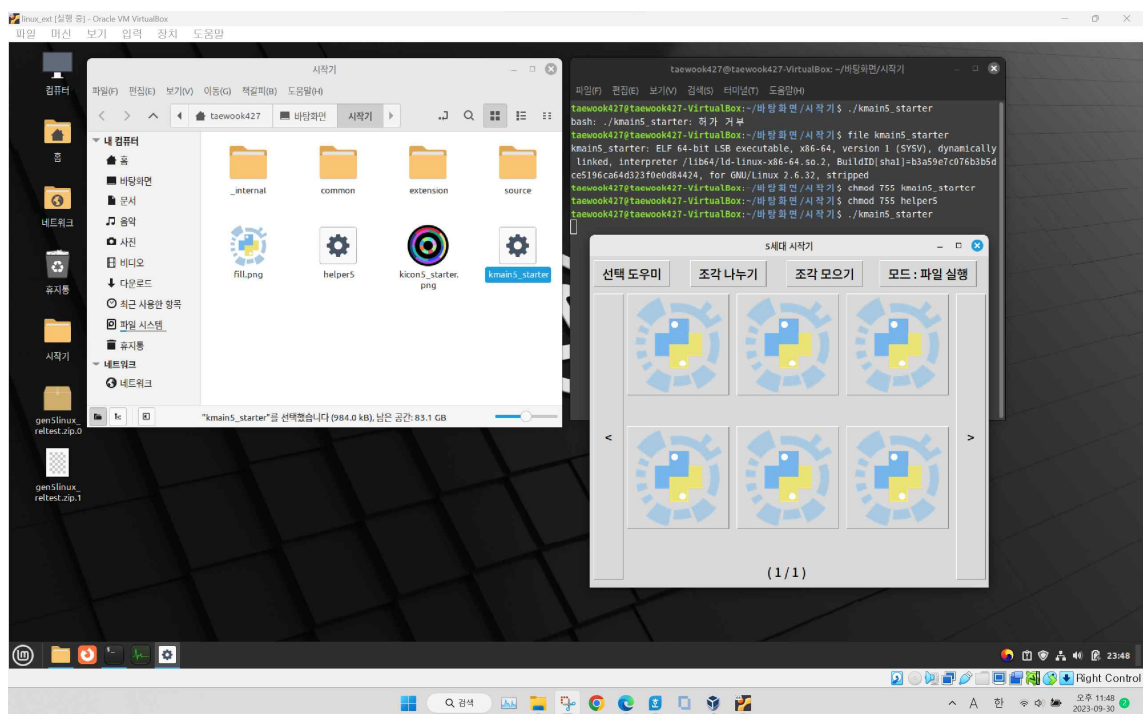 linux_ext [실행 중] - Oracle VM VirtualBox
파일 머신 보기 입력 장치 도움말
컴퓨터
홈
네트워크
휴지통
시작기
gen5linux_
reltest.zip.0
gen5linux_
reltest.zip.1
시작기
파일(F) 편집(E) 보기(V) 이동(G) 책갈피(B) 도움말(H)
taewook427 바탕화면 시작기
내 컴퓨터
홈
바탕화면
문서
음악
사진
비디오
다운로드
최근 사용한 항목
파일 시스템
휴지통
네트워크
네트워크
_internal common extension source
fill.png helper5 kicon5_starter.png kmain5_starter
"kmain5_starter"를 선택했습니다 (984.0 kB), 남은 공간: 83.1 GB
taewook427@taewook427-VirtualBox: ~/바탕화면/시작기
파일(F) 편집(E) 보기(V) 검색(S) 터미널(T) 도움말(H)
taewook427@taewook427-VirtualBox:~/바탕화면/시작기$ ./kmain5_starter
bash: ./kmain5_starter: 허가 거부
taewook427@taewook427-VirtualBox:~/바탕화면/시작기$ file kmain5_starter
kmain5_starter: ELF 64-bit LSB executable, x86-64, version 1 (SYSV), dynamically
linked, interpreter /lib64/ld-linux-x86-64.so.2, BuildID[sha1]=b3a59e7c076b3b5d
ce5196ca64d323f0e0d84424, for GNU/Linux 2.6.32, stripped
taewook427@taewook427-VirtualBox:~/바탕화면/시작기$ chmod 755 kmain5_starter
taewook427@taewook427-VirtualBox:~/바탕화면/시작기$ chmod 755 helper5
taewook427@taewook427-VirtualBox:~/바탕화면/시작기$ ./kmain5_starter
5세대 시작기
선택 도우미 조각 나누기 조각 모으기 모드 : 파일 실행
< >
(1/1)
23:48
Right Control
검색
A 한 오후 11:48
2023-09-30